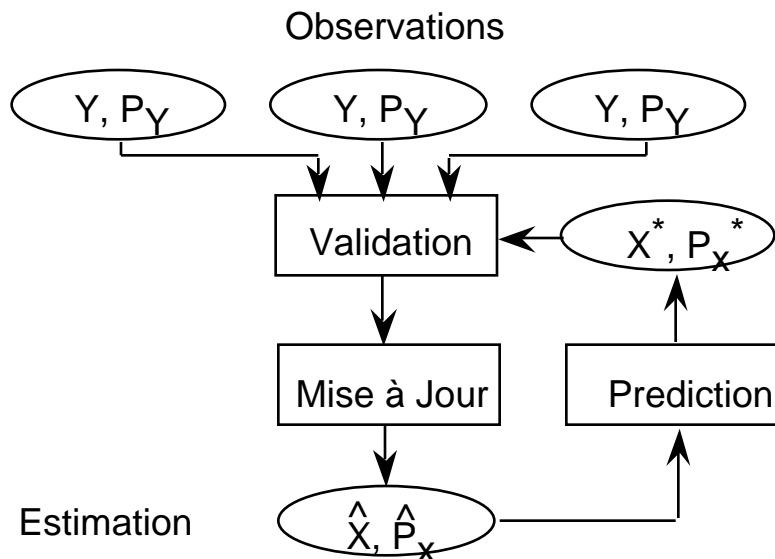 Observations
Y, P_Y
Y, P_Y
Y, P_Y
Validation
X*, P_x*
Mise à Jour
Prediction
Estimation
X̂, P̂_x